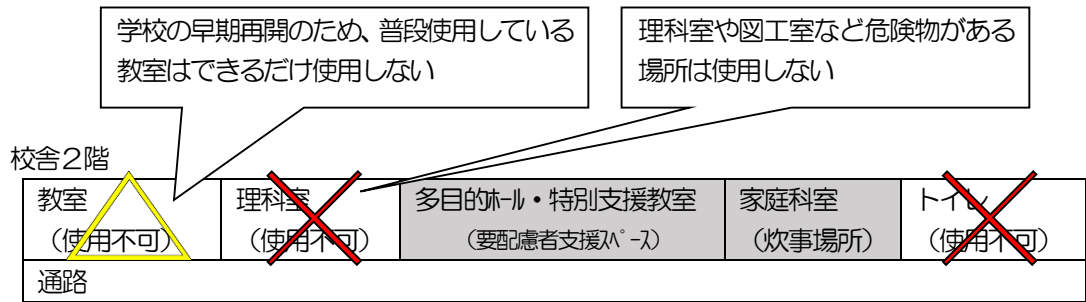 学校の早期再開のため、普段使用している
教室はできるだけ使用しない
理科室や図工室など危険物がある
場所は使用しない
校舎2階
教室
（使用不可）
理科室
（使用不可）
多目的ﾎｰﾙ・特別支援教室
（要配慮者支援ｽﾍﾟｰｽ）
家庭科室
（炊事場所）
トイレ
（使用不可）
通路